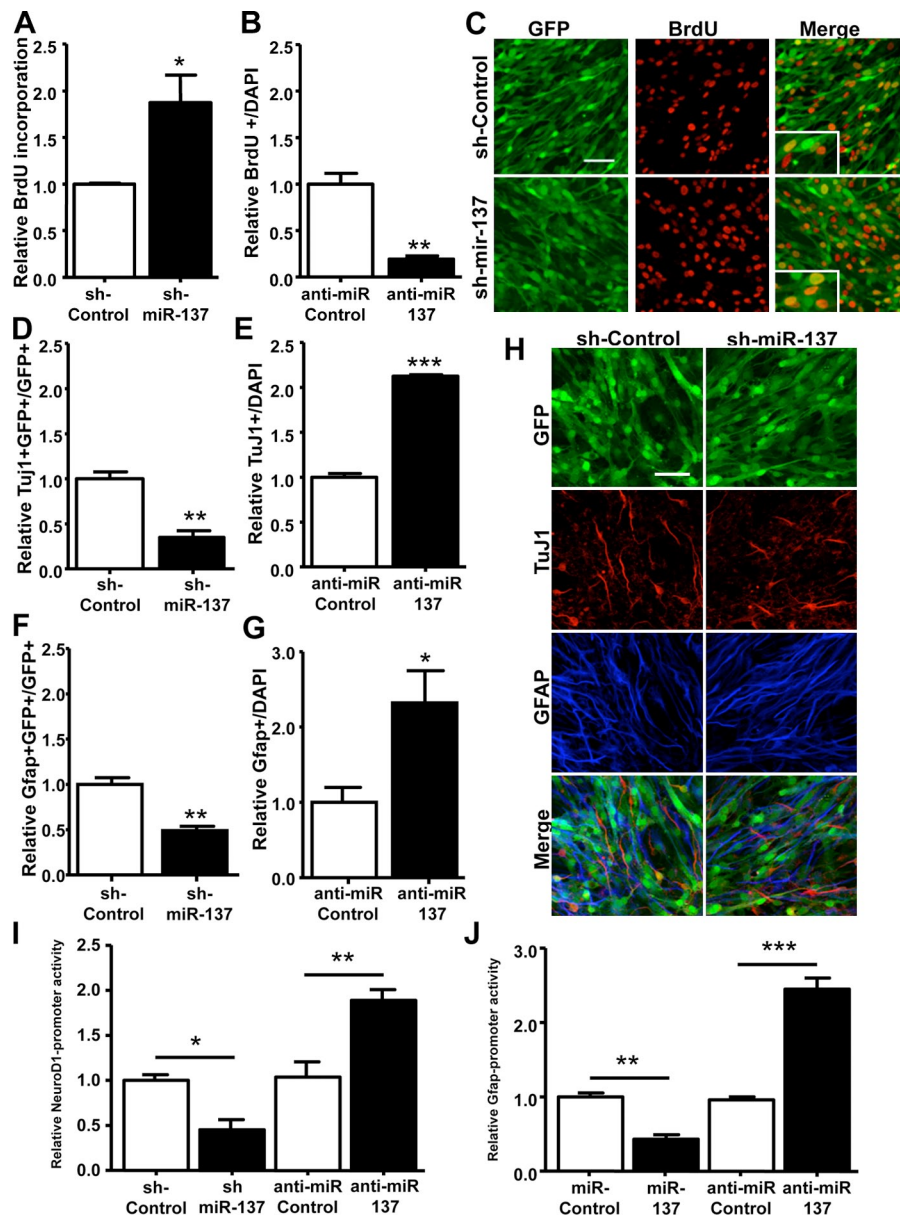 A
Relative BrdU incorporation
2.5
2.0
1.5
1.0
0.5
0.0
*
sh-
Control
sh-
miR-137
B
Relative BrdU +/DAPI
2.5
2.0
1.5
1.0
0.5
0.0
**
anti-miR
Control
anti-miR
137
C
GFP
BrdU
Merge
sh-Control
sh-mir-137
D
Relative Tuj1+GFP+/GFP+
2.5
2.0
1.5
1.0
0.5
0.0
**
sh-
Control
sh-
miR-137
E
Relative TuJ1+/DAPI
2.5
2.0
1.5
1.0
0.5
0.0
***
anti-miR
Control
anti-miR
137
F
Relative Gfap+GFP+/GFP+
2.5
2.0
1.5
1.0
0.5
0.0
**
sh-
Control
sh-
miR-137
G
Relative Gfap+/DAPI
3.0
2.0
1.0
0.0
*
anti-miR
Control
anti-miR
137
H
sh-Control
sh-miR-137
GFP
TuJ1
GFAP
Merge
I
Relative NeuroD1-promoter activity
2.5
2.0
1.5
1.0
0.5
0.0
*
**
sh-
Control
sh
miR-137
anti-miR
Control
anti-miR
137
J
Relative Gfap-promoter activity
3.0
2.0
1.0
0.0
**
***
miR-
Control
miR-
137
anti-miR
Control
anti-miR
137